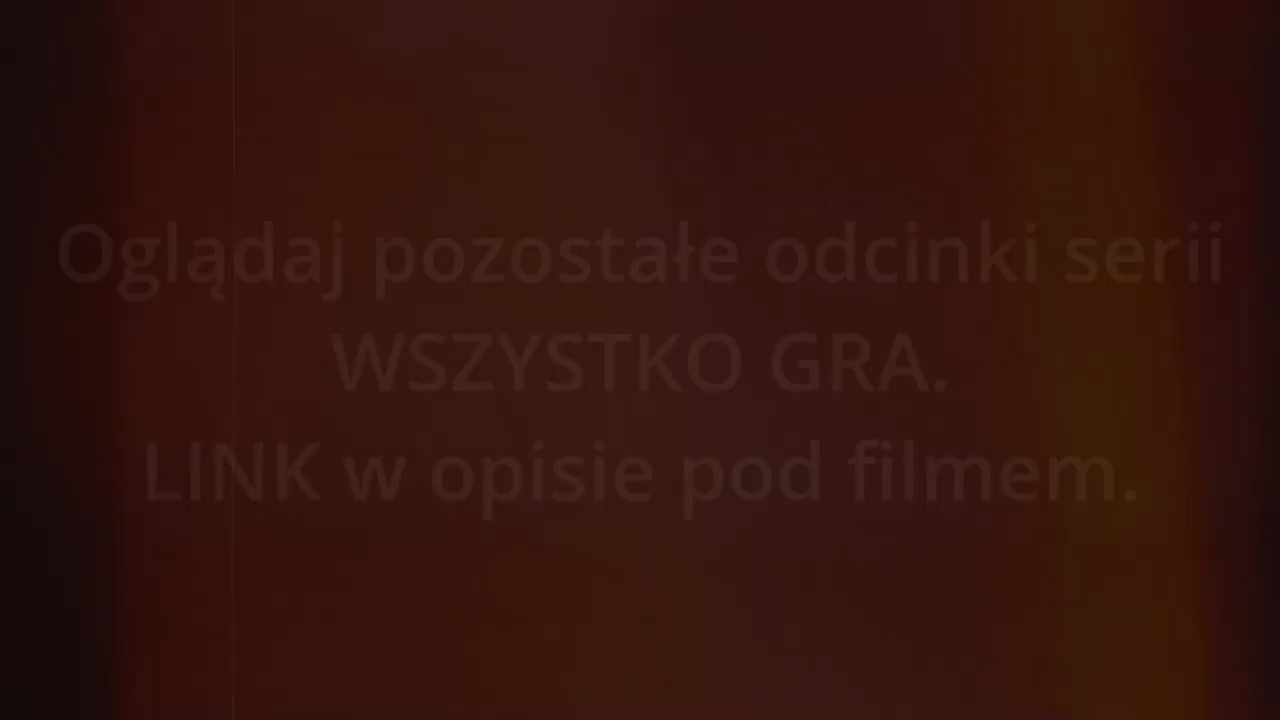 Oglądaj pozostałe odcinki serii
WSZYSTKO GRA.
LINK w opisie pod filmem.